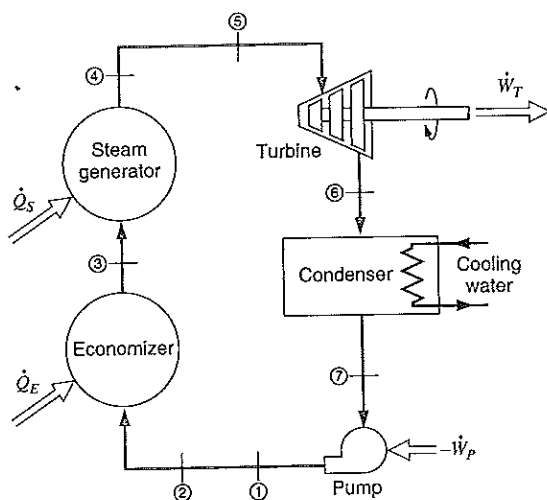 ⑤
④
Ẇ_T
Turbine
Steam
generator
Q̇_S
⑥
③
Condenser
Cooling
water
Economizer
⑦
Q̇_E
−Ẇ_P
②
①
Pump